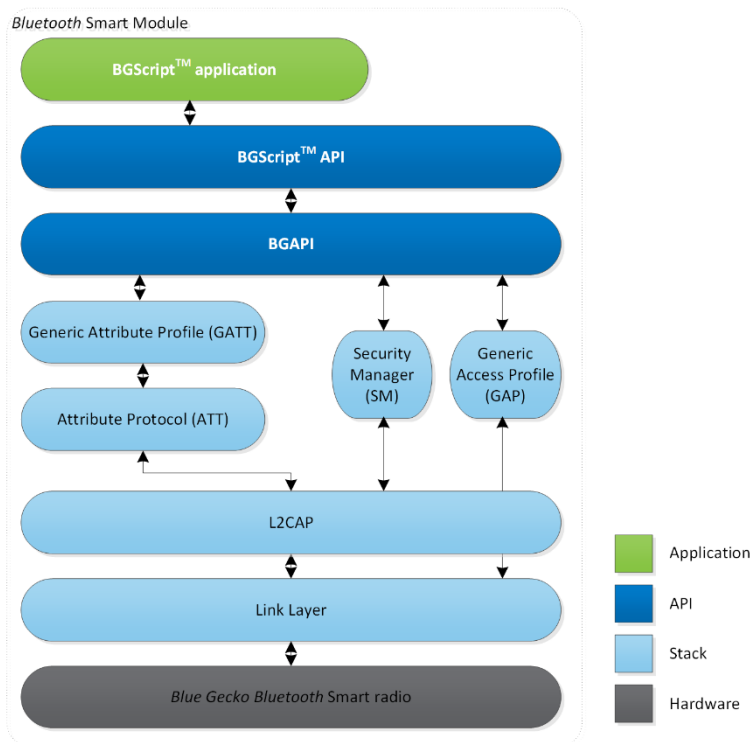 Bluetooth Smart Module
BGScript™ application
BGScript™ API
BGAPI
Generic Attribute Profile (GATT)
Security
Manager
(SM)
Generic
Access Profile
(GAP)
Attribute Protocol (ATT)
L2CAP
Link Layer
Blue Gecko Bluetooth Smart radio
Application
API
Stack
Hardware